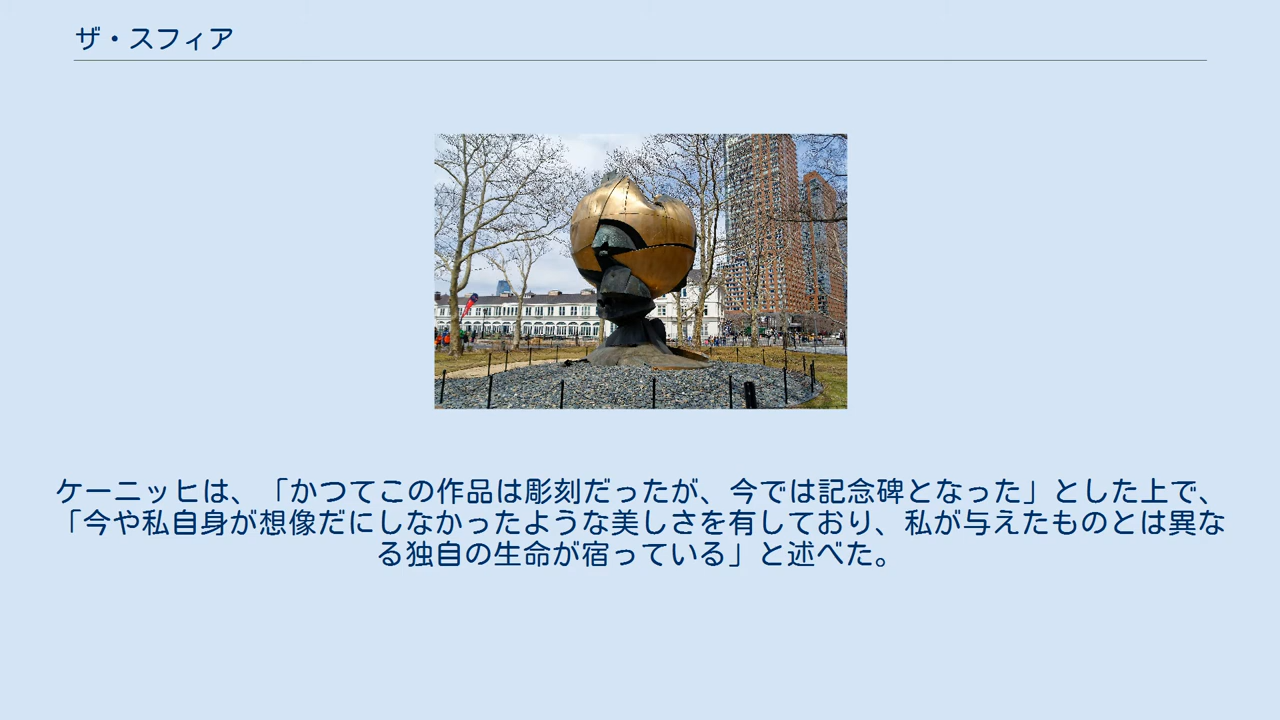 ザ・スフィア
ケーニッヒは、「かつてこの作品は彫刻だったが、今では記念碑となった」とした上で、
「今や私自身が想像だにしなかったような美しさを有しており、私が与えたものとは異な
る独自の生命が宿っている」と述べた。